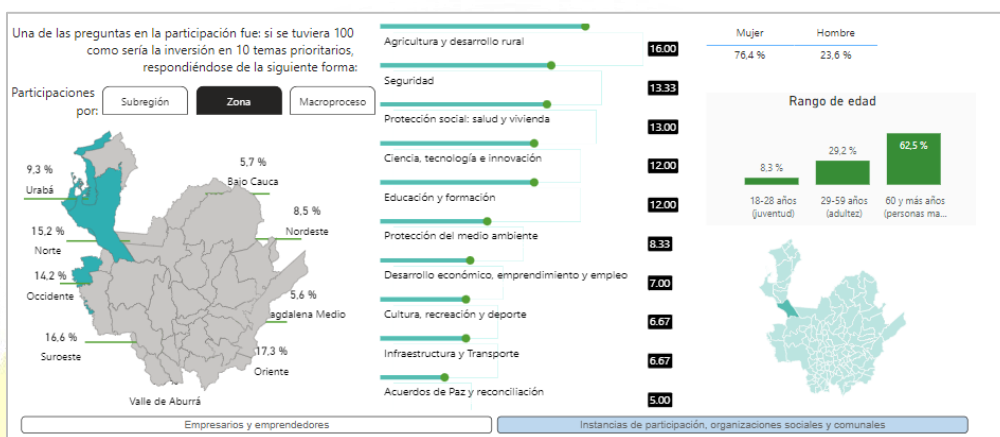 Una de las preguntas en la participación fue: si se tuviera 100
como sería la inversión en 10 temas prioritarios,
respondiéndose de la siguiente forma:
Participaciones
por:
Subregión
Zona
Macroproceso
9,3 %
Urabá
5,7 %
Bajo Cauca
8,5 %
Nordeste
15,2 %
Norte
14,2 %
Occidente
5,6 %
agdalena Medio
16,6 %
Suroeste
17,3 %
Oriente
Valle de Aburrá
Agricultura y desarrollo rural
16.00
Seguridad
13.33
Protección social: salud y vivienda
13.00
Ciencia, tecnología e innovación
12.00
Educación y formación
12.00
Protección del medio ambiente
8.33
Desarrollo económico, emprendimiento y empleo
7.00
Cultura, recreación y deporte
6.67
Infraestructura y Transporte
6.67
Acuerdos de Paz y reconciliación
5.00
Mujer Hombre
76,4 % 23,6 %
Rango de edad
8,3 %
29,2 %
62,5 %
18-28 años
(juventud)
29-59 años
(adultez)
60 y más años
(personas ma...
Empresarios y emprendedores
Instancias de participación, organizaciones sociales y comunales